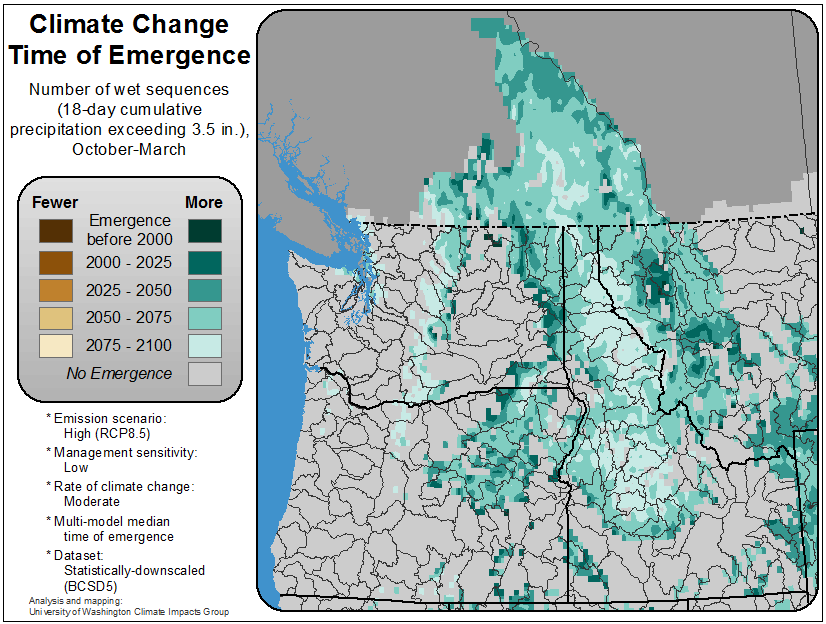 Climate Change
Time of Emergence
Number of wet sequences
(18-day cumulative
precipitation exceeding 3.5 in.),
October-March
Fewer More
Emergence
before 2000
2000 - 2025
2025 - 2050
2050 - 2075
2075 - 2100
No Emergence
* Emission scenario:
High (RCP8.5)
* Management sensitivity:
Low
* Rate of climate change:
Moderate
* Multi-model median
time of emergence
* Dataset:
Statistically-downscaled
(BCSD5)
Analysis and mapping:
University of Washington Climate Impacts Group